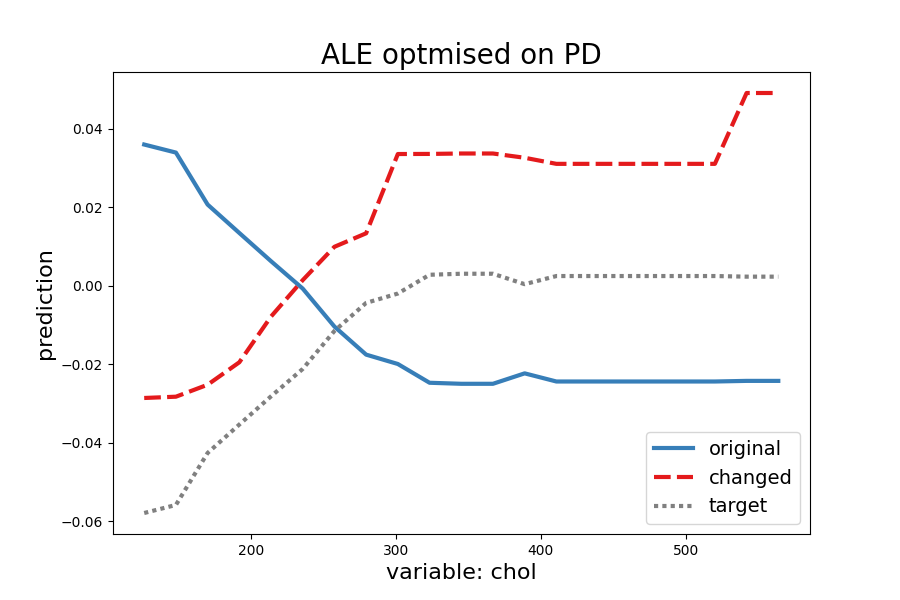 ALE optmised on PD
0.04
0.02
0.00
−0.02
−0.04
−0.06
prediction
200 300 400 500
variable: chol
original
changed
target